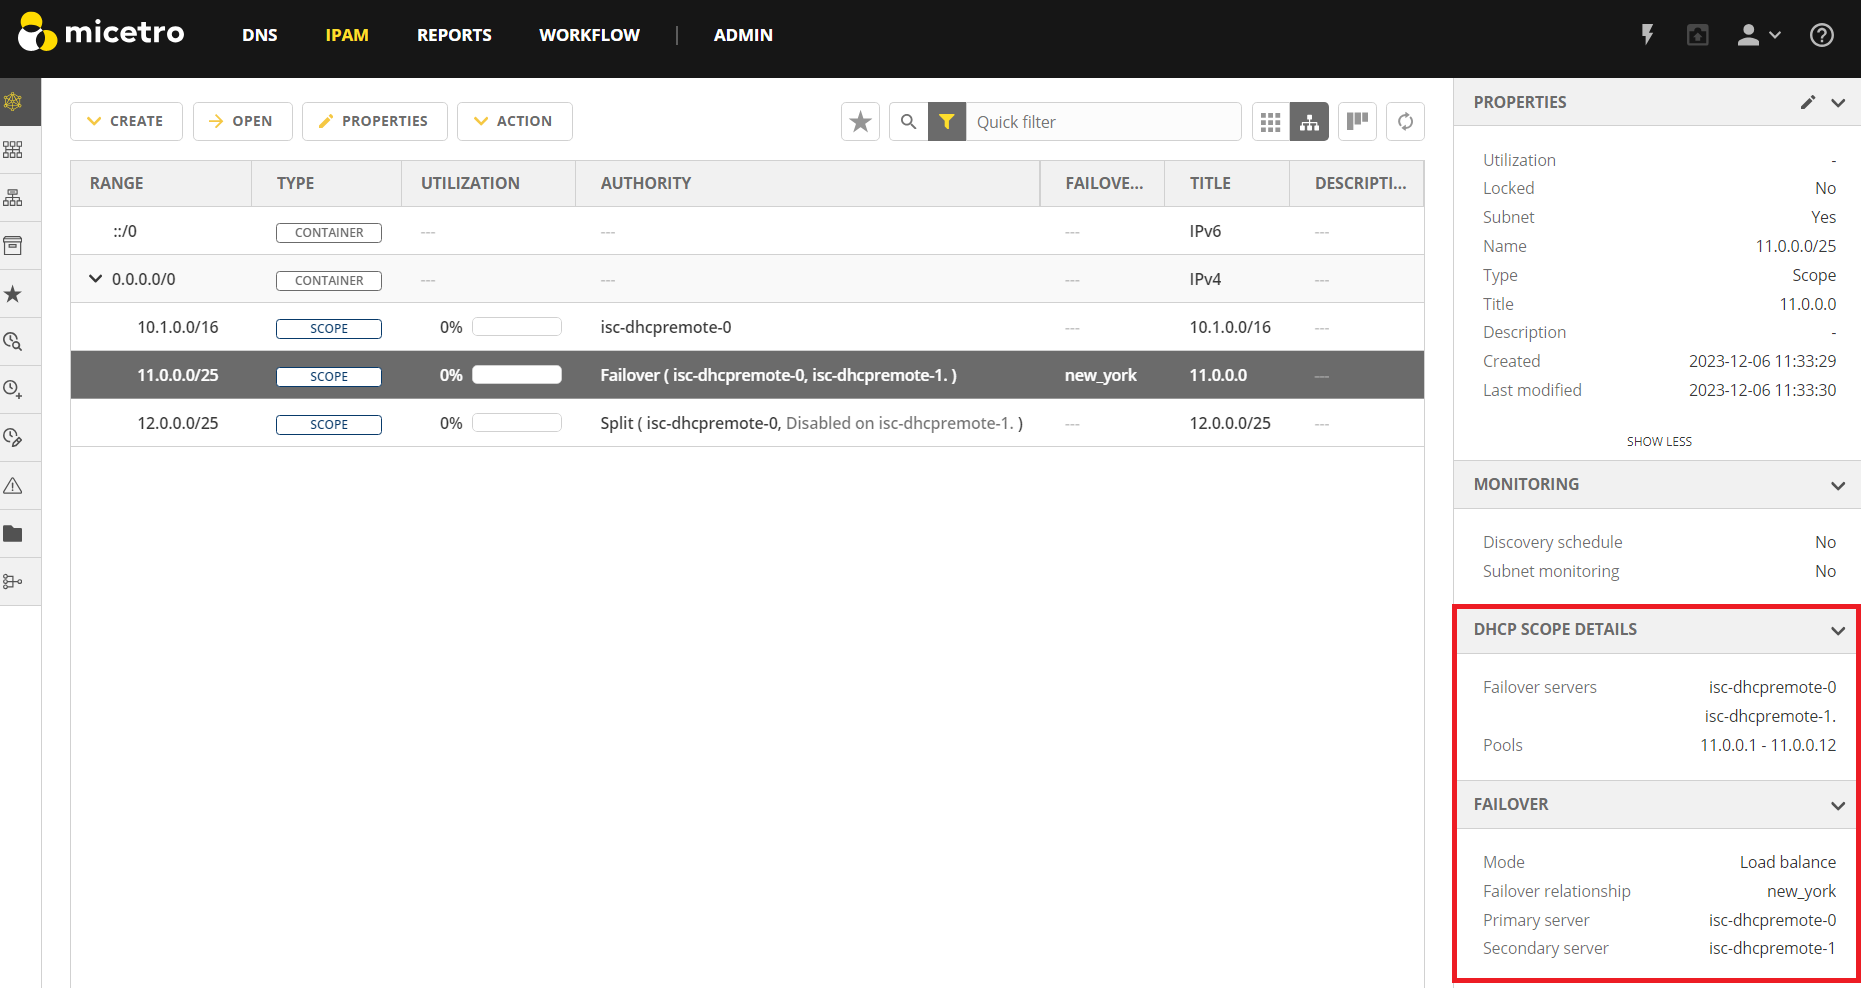 micetro DNS IPAM REPORTS WORKFLOW | ADMIN
CREATE OPEN PROPERTIES ACTION Quick filter
RANGE TYPE UTILIZATION AUTHORITY FAILOVE... TITLE DESCRIPTI...
::/0 CONTAINER --- --- --- IPv6 ---
0.0.0.0/0 CONTAINER --- --- --- IPv4 ---
10.1.0.0/16 SCOPE 0% isc-dhcpremote-0 --- 10.1.0.0/16 ---
11.0.0.0/25 SCOPE 0% Failover ( isc-dhcpremote-0, isc-dhcpremote-1. ) new_york 11.0.0.0 ---
12.0.0.0/25 SCOPE 0% Split ( isc-dhcpremote-0, Disabled on isc-dhcpremote-1. ) --- 12.0.0.0/25 ---
PROPERTIES
Utilization -
Locked No
Subnet Yes
Name 11.0.0.0/25
Type Scope
Title 11.0.0.0
Description -
Created 2023-12-06 11:33:29
Last modified 2023-12-06 11:33:30
SHOW LESS
MONITORING
Discovery schedule No
Subnet monitoring No
DHCP SCOPE DETAILS
Failover servers isc-dhcpremote-0
isc-dhcpremote-1.
Pools 11.0.0.1 - 11.0.0.12
FAILOVER
Mode Load balance
Failover relationship new_york
Primary server isc-dhcpremote-0
Secondary server isc-dhcpremote-1